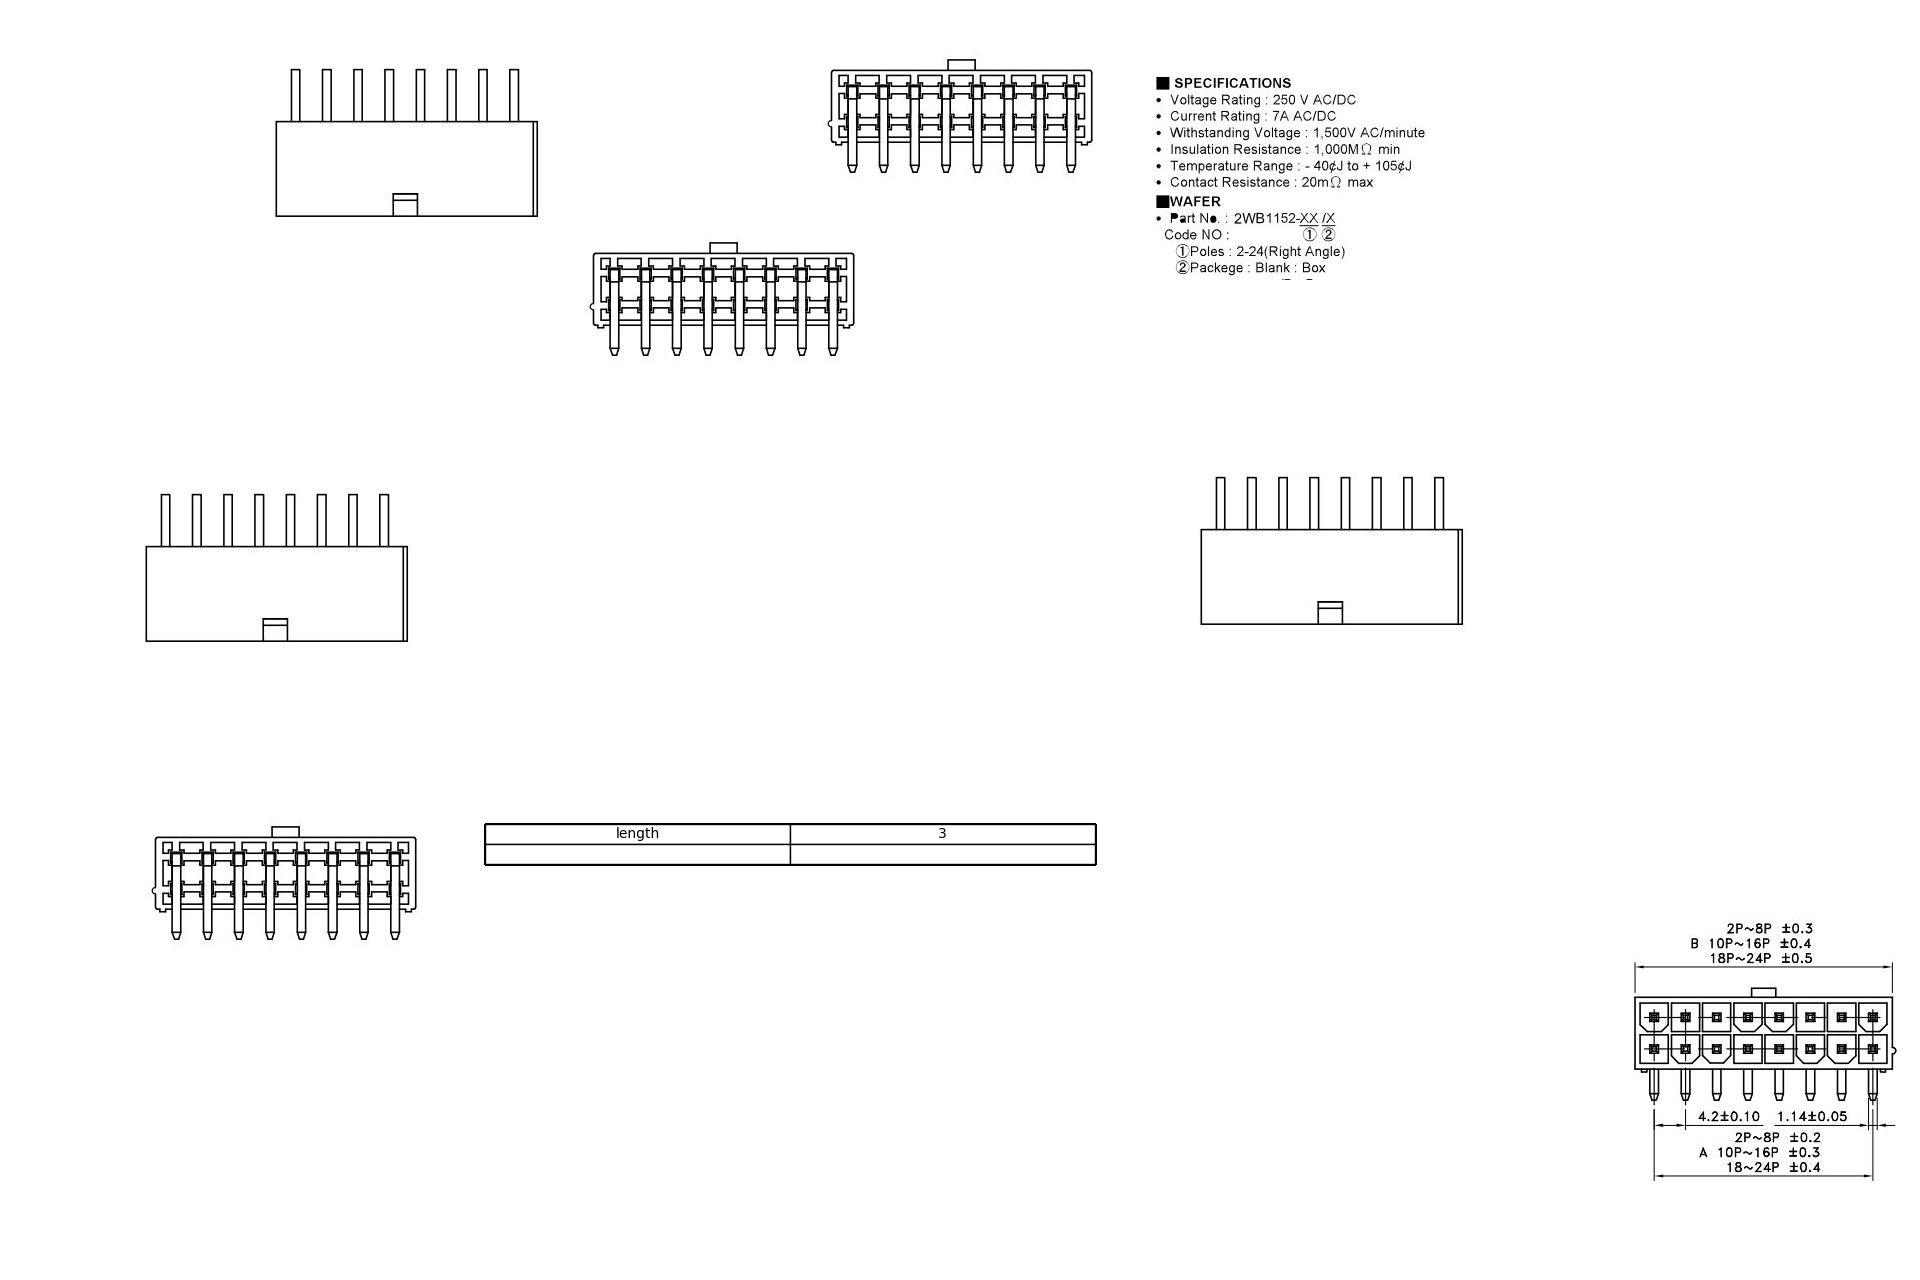 ■ SPECIFICATIONS
• Voltage Rating : 250 V AC/DC
• Current Rating : 7A AC/DC
• Withstanding Voltage : 1,500V AC/minute
• Insulation Resistance : 1,000MΩ min
• Temperature Range : - 40¢J to + 105¢J
• Contact Resistance : 20mΩ max
■WAFER
• Part No. : 2WB1152-XX /X
Code NO : ① ②
①Poles : 2-24(Right Angle)
②Packege : Blank : Box
length 3
2P~8P ±0.3
B 10P~16P ±0.4
18P~24P ±0.5
4.2±0.10 1.14±0.05
2P~8P ±0.2
A 10P~16P ±0.3
18~24P ±0.4